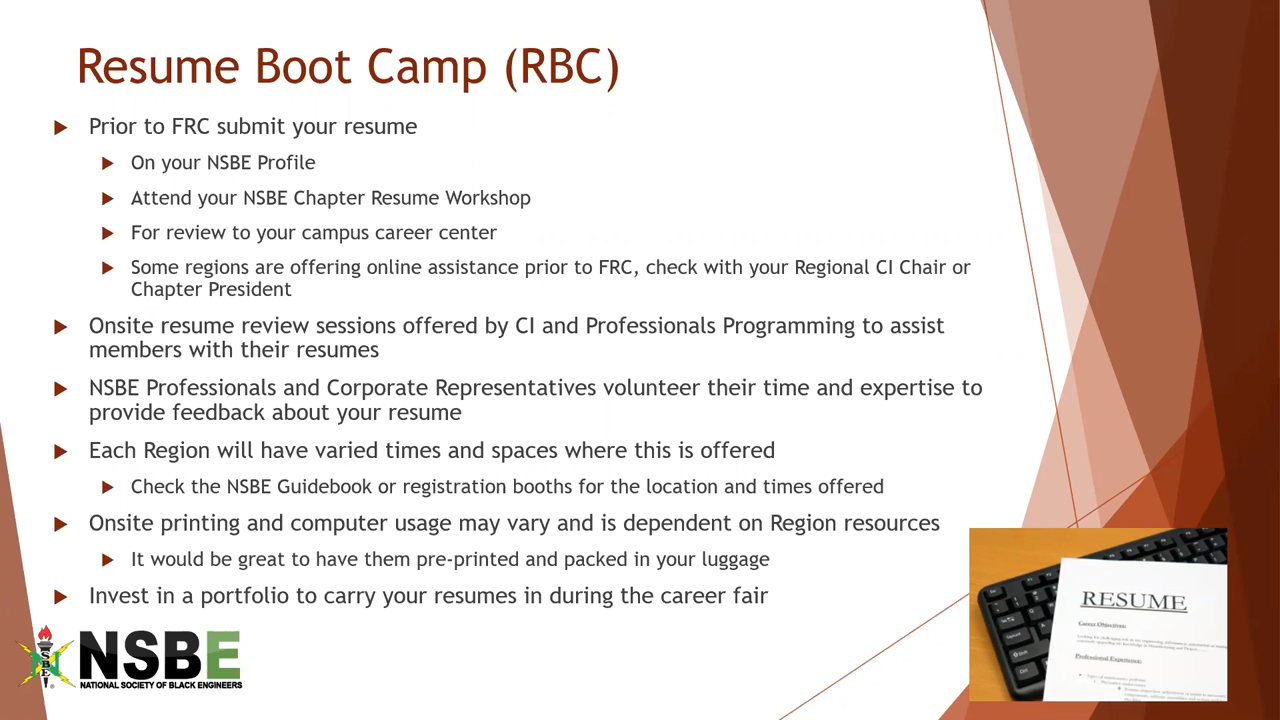 Resume Boot Camp (RBC)
Prior to FRC submit your resume
On your NSBE Profile
Attend your NSBE Chapter Resume Workshop
For review to your campus career center
Some regions are offering online assistance prior to FRC, check with your Regional CI Chair or
Chapter President
Onsite resume review sessions offered by CI and Professionals Programming to assist
members with their resumes
NSBE Professionals and Corporate Representatives volunteer their time and expertise to
provide feedback about your resume
Each Region will have varied times and spaces where this is offered
Check the NSBE Guidebook or registration booths for the location and times offered
Onsite printing and computer usage may vary and is dependent on Region resources
It would be great to have them pre-printed and packed in your luggage
Invest in a portfolio to carry your resumes in during the career fair
NSBE
NATIONAL SOCIETY OF BLACK ENGINEERS
RESUME
Career Objectives:
Professional Experience: